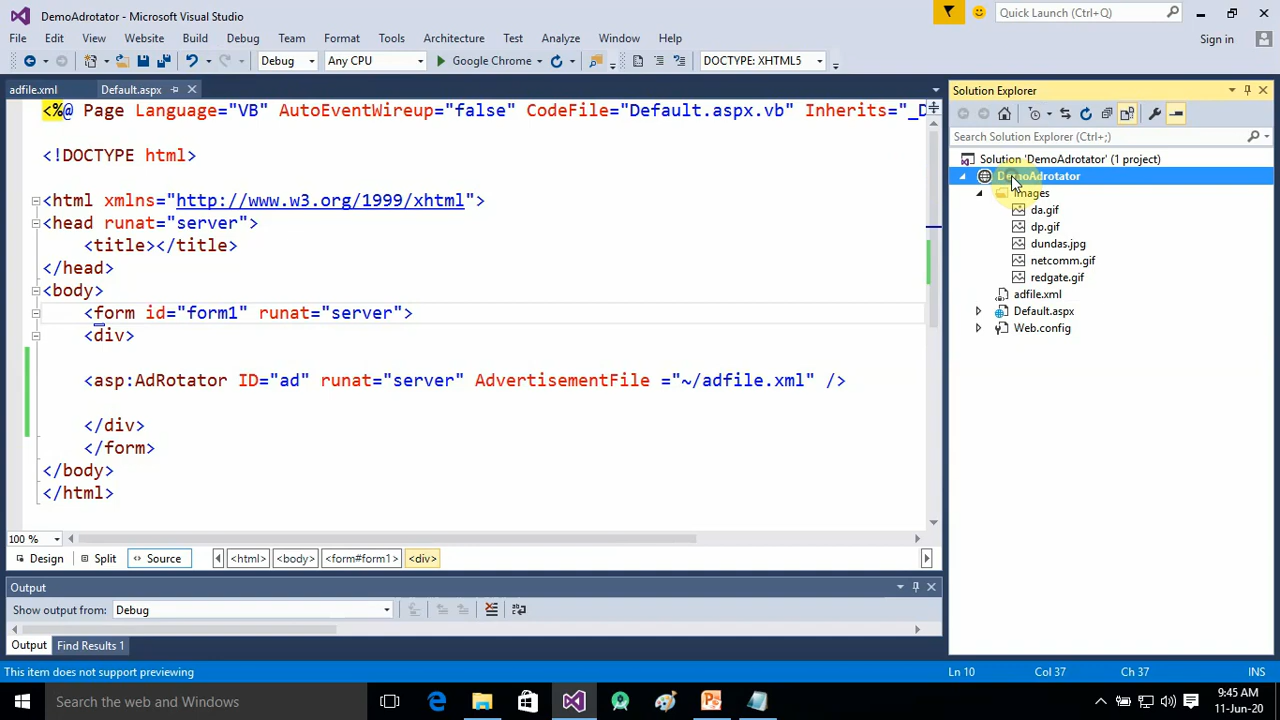 DemoAdrotator - Microsoft Visual Studio
Quick Launch (Ctrl+Q)
File Edit View Website Build Debug Team Format Tools Architecture Test Analyze Window Help
Sign in
Debug Any CPU Google Chrome DOCTYPE: XHTML5
adfile.xml Default.aspx
<%@ Page Language="VB" AutoEventWireup="false" CodeFile="Default.aspx.vb" Inherits="_D
<!DOCTYPE html>
<html xmlns="http://www.w3.org/1999/xhtml">
<head runat="server">
<title></title>
</head>
<body>
<form id="form1" runat="server">
<div>
<asp:AdRotator ID="ad" runat="server" AdvertisementFile ="~/adfile.xml" />
</div>
</form>
</body>
</html>
100 %
Design Split Source <html> <body> <form#form1> <div>
Output
Show output from: Debug
Output Find Results 1
Solution Explorer
Search Solution Explorer (Ctrl+;)
Solution 'DemoAdrotator' (1 project)
DemoAdrotator
Images
da.gif
dp.gif
dundas.jpg
netcomm.gif
redgate.gif
adfile.xml
Default.aspx
Web.config
This item does not support previewing Ln 10 Col 37 Ch 37 INS
Search the web and Windows
9:45 AM
11-Jun-20